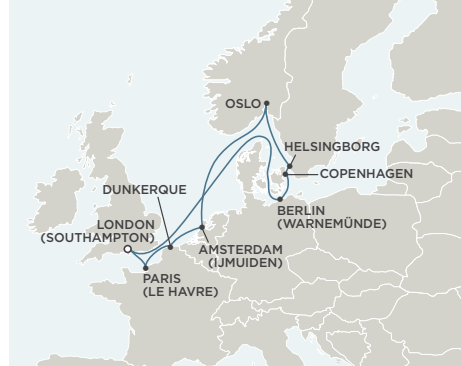 OSLO
HELSINGBORG
COPENHAGEN
DUNKERQUE
BERLIN
(WARNEMÜNDE)
LONDON
(SOUTHAMPTON)
AMSTERDAM
(IJMUIDEN)
PARIS
(LE HAVRE)